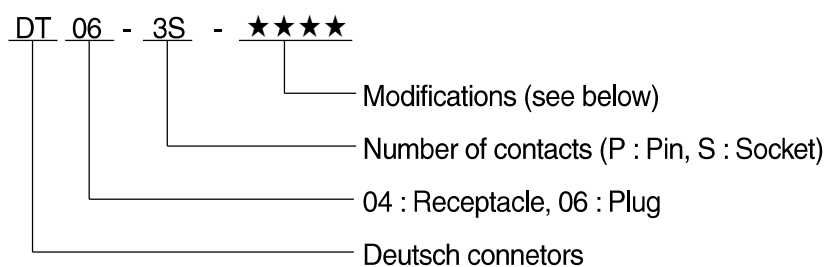 DT 06 - 3S - ★★★★
Modifications (see below)
Number of contacts (P : Pin, S : Socket)
04 : Receptacle, 06 : Plug
Deutsch connetors